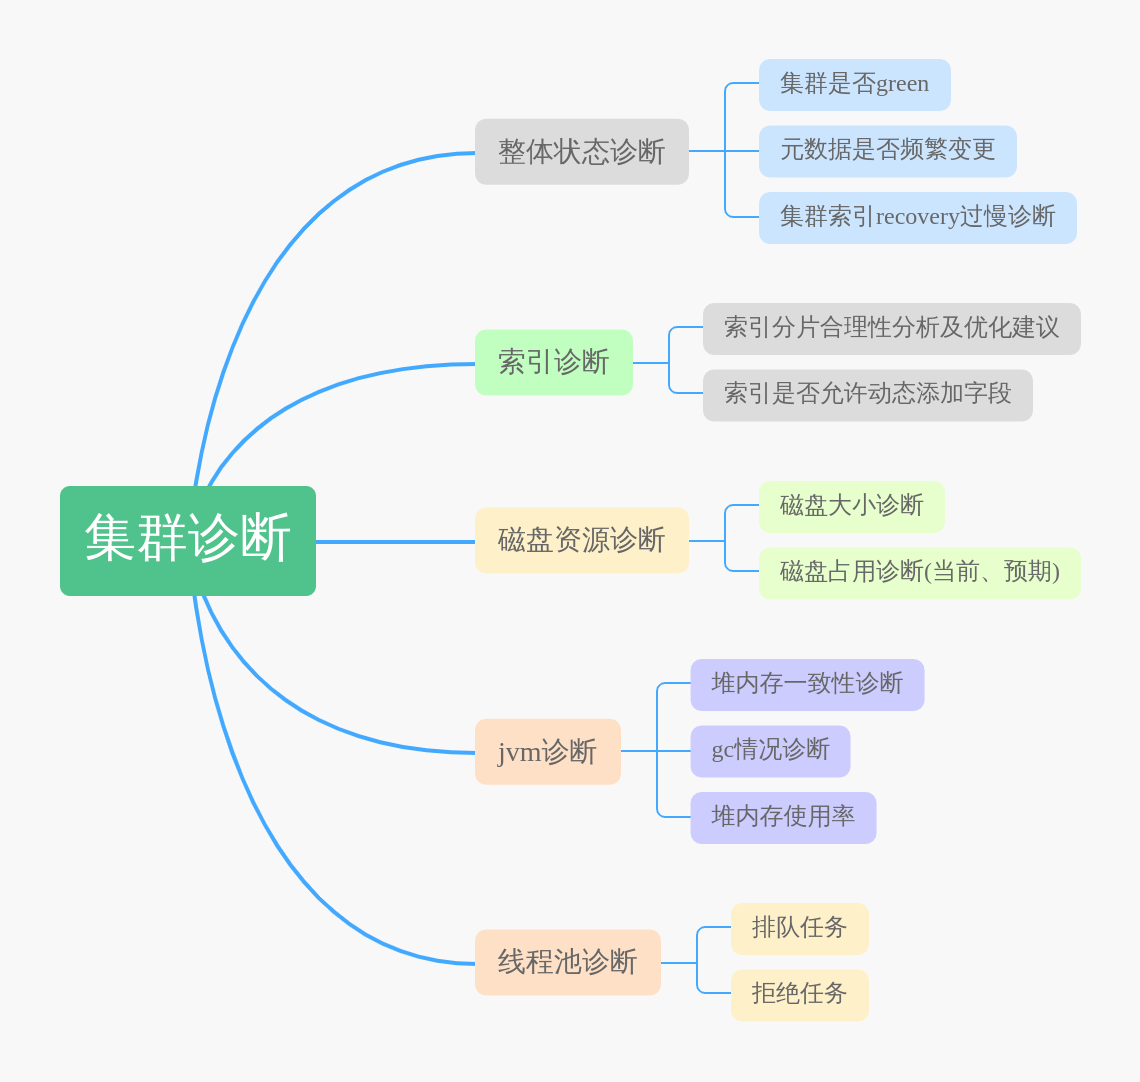 集群诊断
整体状态诊断
集群是否green
元数据是否频繁变更
集群索引recovery过慢诊断
索引诊断
索引分片合理性分析及优化建议
索引是否允许动态添加字段
磁盘资源诊断
磁盘大小诊断
磁盘占用诊断(当前、预期)
jvm诊断
堆内存一致性诊断
gc情况诊断
堆内存使用率
线程池诊断
排队任务
拒绝任务